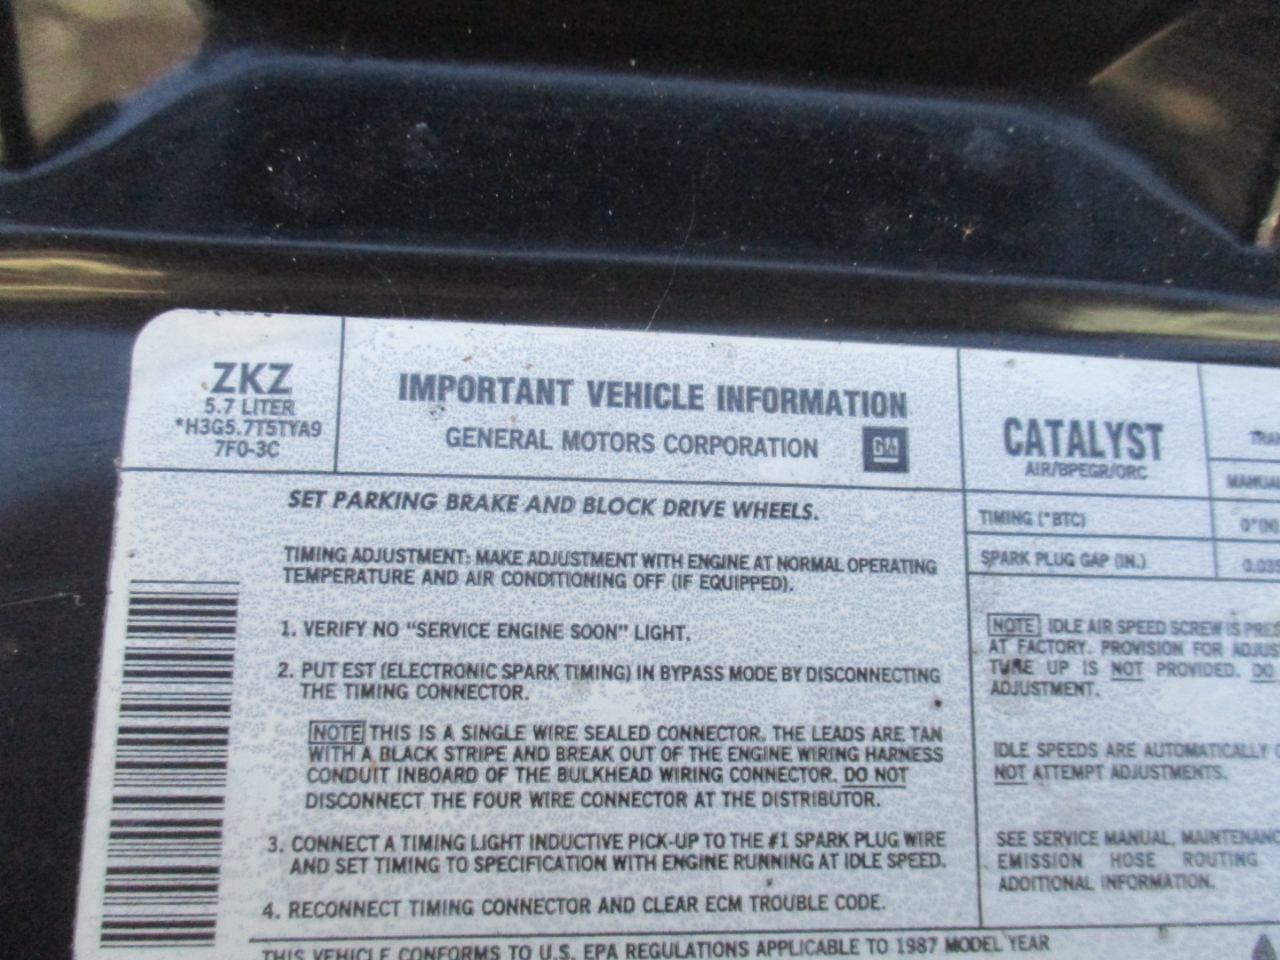 ZKZ
5.7 LITER
*H3G5.7T5TYA9
7F0-3C
IMPORTANT VEHICLE INFORMATION
GENERAL MOTORS CORPORATION
GM
CATALYST
AIR/BPEGR/ORC
MANUAL
TIMING (°BTC)
SPARK PLUG GAP (IN.)
0.035
SET PARKING BRAKE AND BLOCK DRIVE WHEELS.
TIMING ADJUSTMENT: MAKE ADJUSTMENT WITH ENGINE AT NORMAL OPERATING
TEMPERATURE AND AIR CONDITIONING OFF (IF EQUIPPED).
1. VERIFY NO "SERVICE ENGINE SOON" LIGHT.
2. PUT EST (ELECTRONIC SPARK TIMING) IN BYPASS MODE BY DISCONNECTING
THE TIMING CONNECTOR.
NOTE THIS IS A SINGLE WIRE SEALED CONNECTOR. THE LEADS ARE TAN
WITH A BLACK STRIPE AND BREAK OUT OF THE ENGINE WIRING HARNESS
CONDUIT INBOARD OF THE BULKHEAD WIRING CONNECTOR. DO NOT
DISCONNECT THE FOUR WIRE CONNECTOR AT THE DISTRIBUTOR.
3. CONNECT A TIMING LIGHT INDUCTIVE PICK-UP TO THE #1 SPARK PLUG WIRE
AND SET TIMING TO SPECIFICATION WITH ENGINE RUNNING AT IDLE SPEED.
4. RECONNECT TIMING CONNECTOR AND CLEAR ECM TROUBLE CODE.
NOTE IDLE AIR SPEED SCREW IS
AT FACTORY. PROVISION FOR
TUNE UP IS NOT PROVIDED. DO
ADJUSTMENT.
IDLE SPEEDS ARE AUTOMATICALLY
NOT ATTEMPT ADJUSTMENTS.
SEE SERVICE MANUAL, MAINTENANC
EMISSION HOSE ROUTING
ADDITIONAL INFORMATION.
THIS VEHICLE CONFORMS TO U.S. EPA REGULATIONS APPLICABLE TO 1987 MODEL YEAR